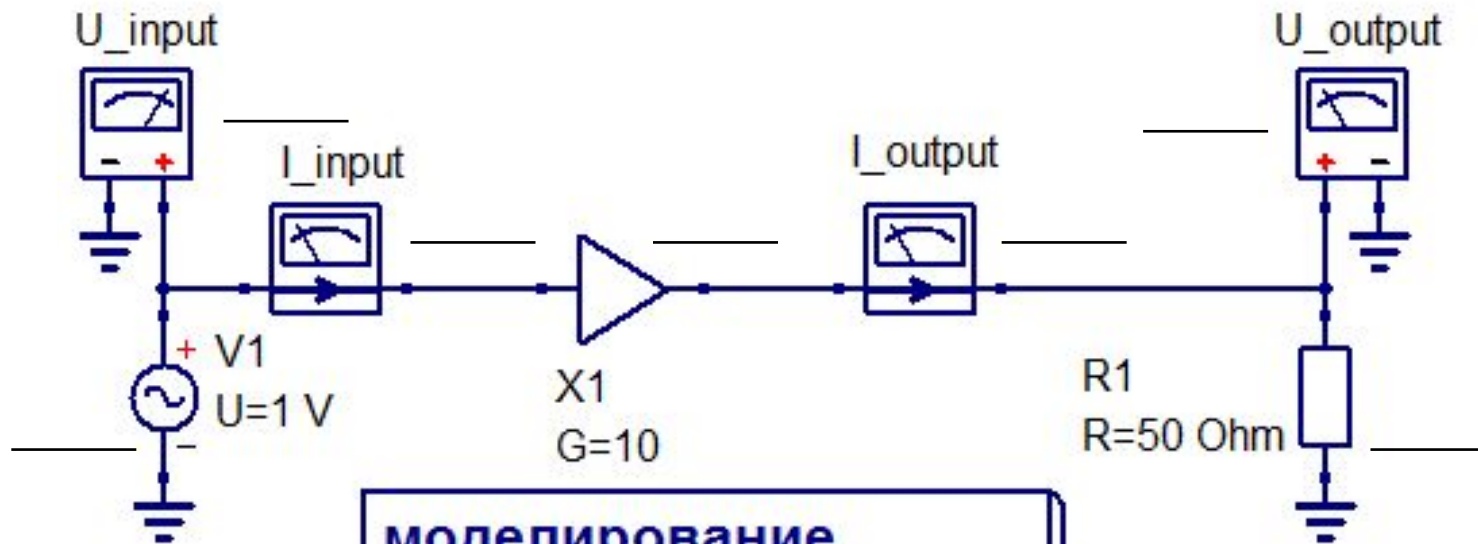 U_input
U_output
I_input
I_output
- +
+ -
+ V1
U=1 V
–
X1
G=10
R1
R=50 Ohm
моделирование